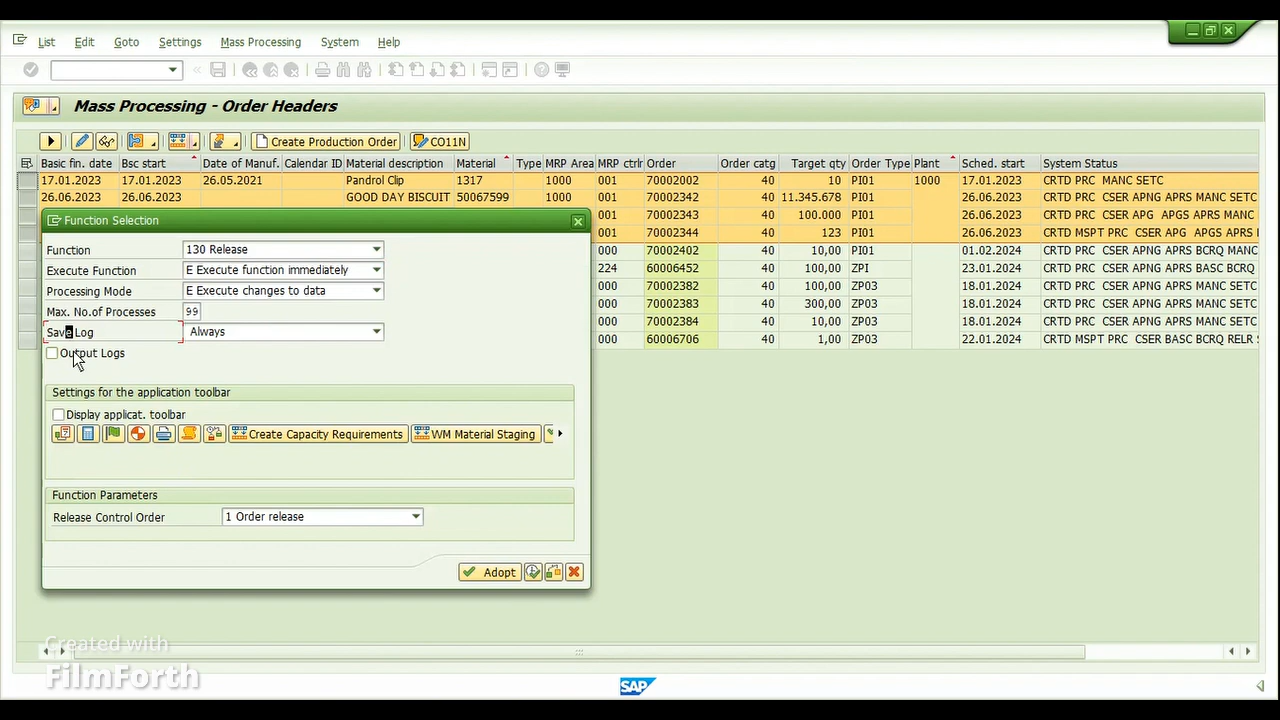 List Edit Goto Settings Mass Processing System Help
Mass Processing - Order Headers
Create Production Order CO11N
Basic fin. date Bsc start Date of Manuf. Calendar ID Material description Material Type MRP Area MRP ctrlr Order Order catg Target qty Order Type Plant Sched. start System Status
17.01.2023 17.01.2023 26.05.2021 Pandrol Clip 1317 1000 001 70002002 40 10 PI01 1000 17.01.2023 CRTD PRC MANC SETC
26.06.2023 26.06.2023 GOOD DAY BISCUIT 50067599 1000 001 70002342 40 11.345.678 PI01 26.06.2023 CRTD PRC CSER APNG APRS MANC SETC
001 70002343 40 100.000 PI01 26.06.2023 CRTD PRC CSER APG APGS APRS MANC
001 70002344 40 123 PI01 26.06.2023 CRTD MSPT PRC CSER APG APGS APRS
000 70002402 40 10,00 PI01 01.02.2024 CRTD PRC CSER APNG APRS BCRQ MANC
224 60006452 40 100,00 ZPI 23.01.2024 CRTD PRC CSER APNG APRS BASC BCRQ
000 70002382 40 100,00 ZP03 18.01.2024 CRTD PRC CSER APNG APRS MANC SETC
000 70002383 40 300,00 ZP03 18.01.2024 CRTD PRC CSER APNG APRS MANC SETC
000 70002384 40 10,00 ZP03 18.01.2024 CRTD PRC CSER APNG APRS MANC SETC
000 60006706 40 1,00 ZP03 22.01.2024 CRTD MSPT PRC CSER BASC BCRQ RELR S
Function Selection
Function 130 Release
Execute Function E Execute function immediately
Processing Mode E Execute changes to data
Max. No.of Processes 99
Save Log Always
Output Logs
Settings for the application toolbar
Display applicat. toolbar
Create Capacity Requirements WM Material Staging
Function Parameters
Release Control Order 1 Order release
Adopt
Created with
FilmForth
SAP